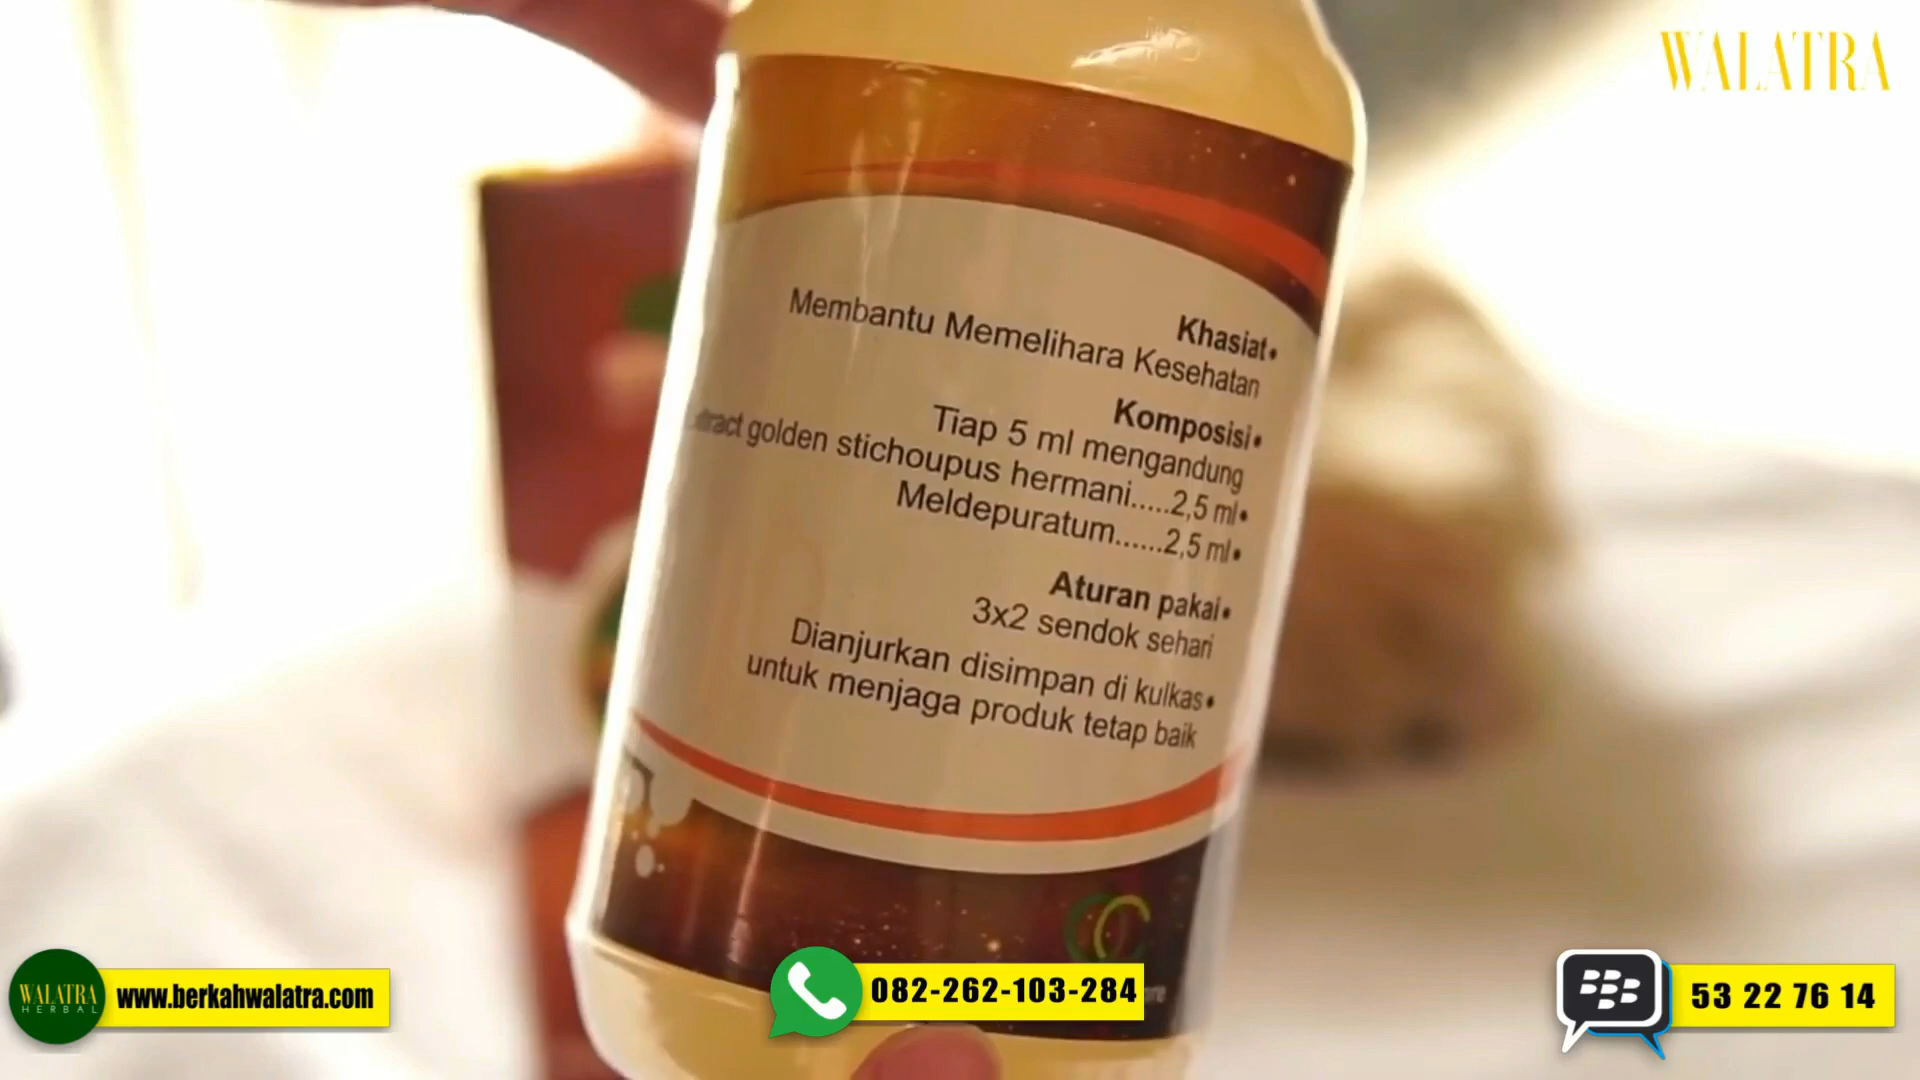 WALATRA
Khasiat•
Membantu Memelihara Kesehatan
Komposisi•
Tiap 5 ml mengandung
golden stichoupus hermani.....2,5 ml•
Meldepuratum......2,5 ml•
Aturan pakai•
3x2 sendok sehari
Dianjurkan disimpan di kulkas•
untuk menjaga produk tetap baik
WALATRA
HERBAL
www.berkahwalatra.com
082-262-103-284
53 22 76 14